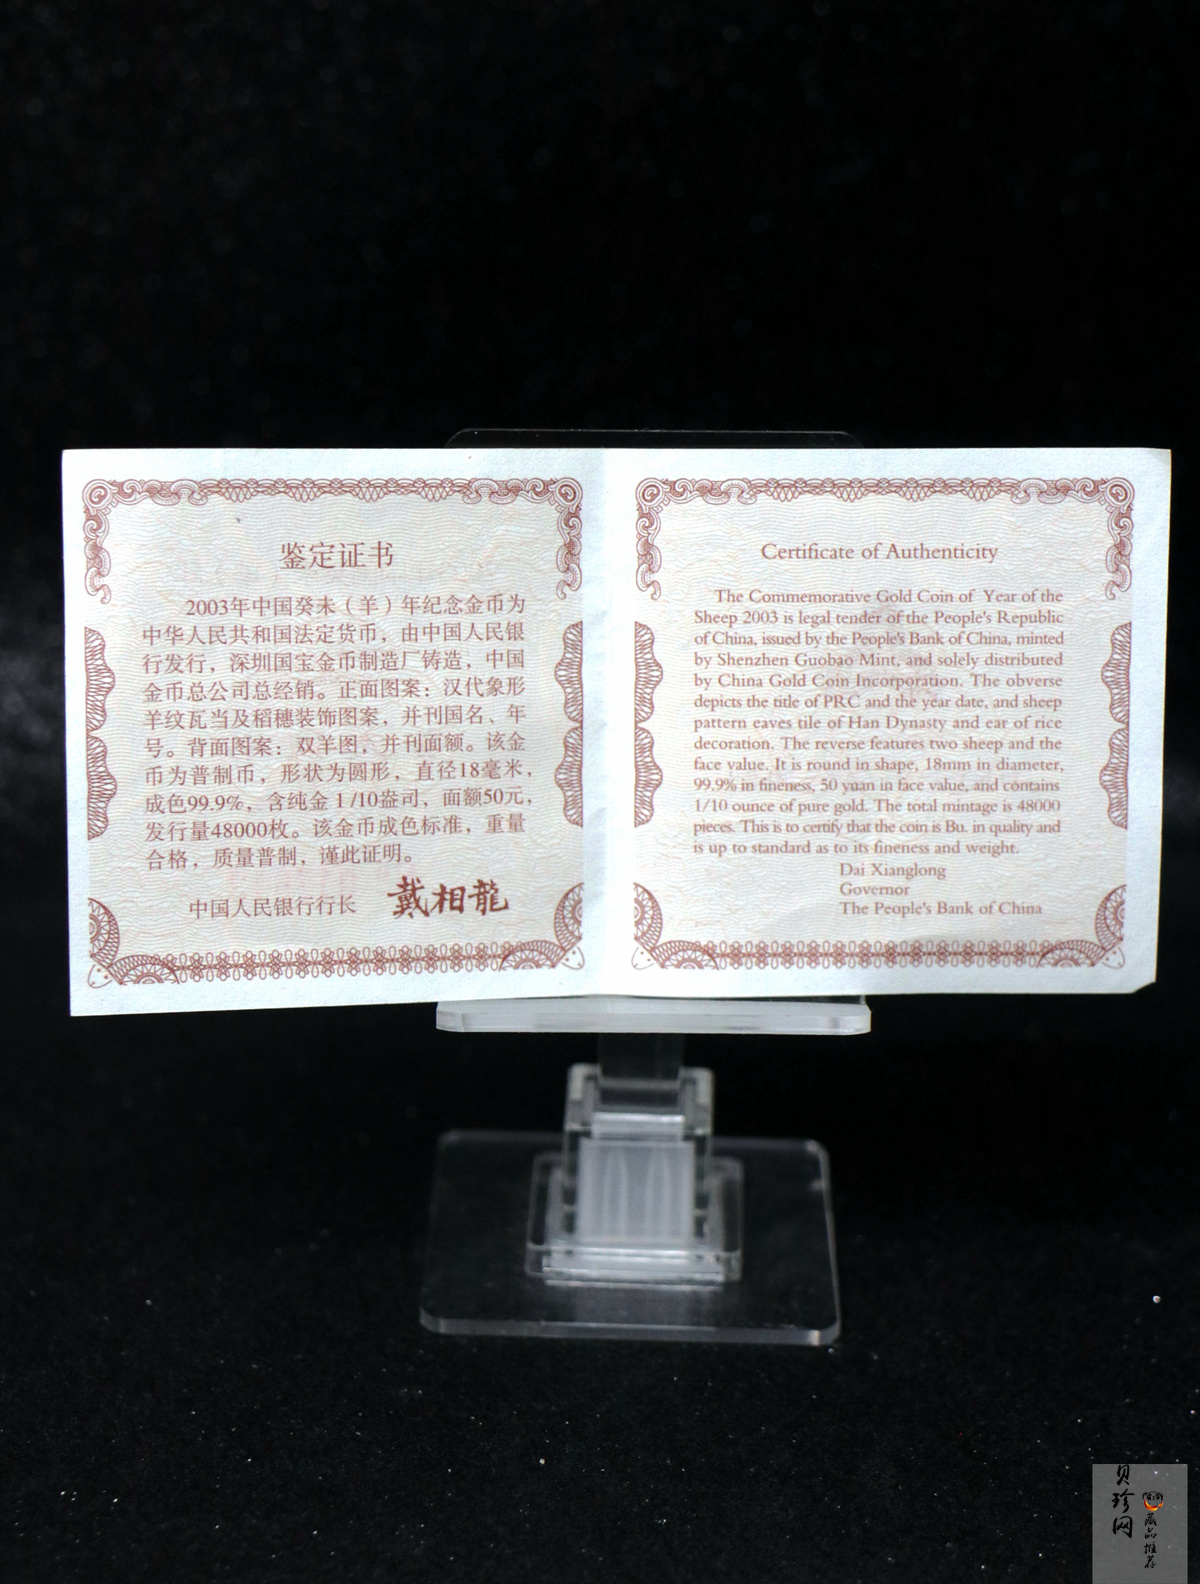 鉴定证书
2003年中国癸未（羊）年纪念金币为
中华人民共和国法定货币，由中国人民银
行发行，深圳国宝金币制造厂铸造，中国
金币总公司总经销。正面图案：汉代象形
羊纹瓦当及稻穗装饰图案，并刊国名、年
号。背面图案：双羊图，并刊面额。该金
币为普制币，形状为圆形，直径18毫米，
成色99.9%，含纯金1/10盎司，面额50元，
发行量48000枚。该金币成色标准，重量
合格，质量普制，谨此证明。
中国人民银行行长 戴相龍
Certificate of Authenticity
The Commemorative Gold Coin of Year of the
Sheep 2003 is legal tender of the People's Republic
of China, issued by the People's Bank of China, minted
by Shenzhen Guobao Mint, and solely distributed
by China Gold Coin Incorporation. The obverse
depicts the title of PRC and the year date, and sheep
pattern eaves tile of Han Dynasty and ear of rice
decoration. The reverse features two sheep and the
face value. It is round in shape, 18mm in diameter,
99.9% in fineness, 50 yuan in face value, and contains
1/10 ounce of pure gold. The total mintage is 48000
pieces. This is to certify that the coin is Bu. in quality and
is up to standard as to its fineness and weight.
Dai Xianglong
Governor
The People's Bank of China
贝珍网
藏品推荐